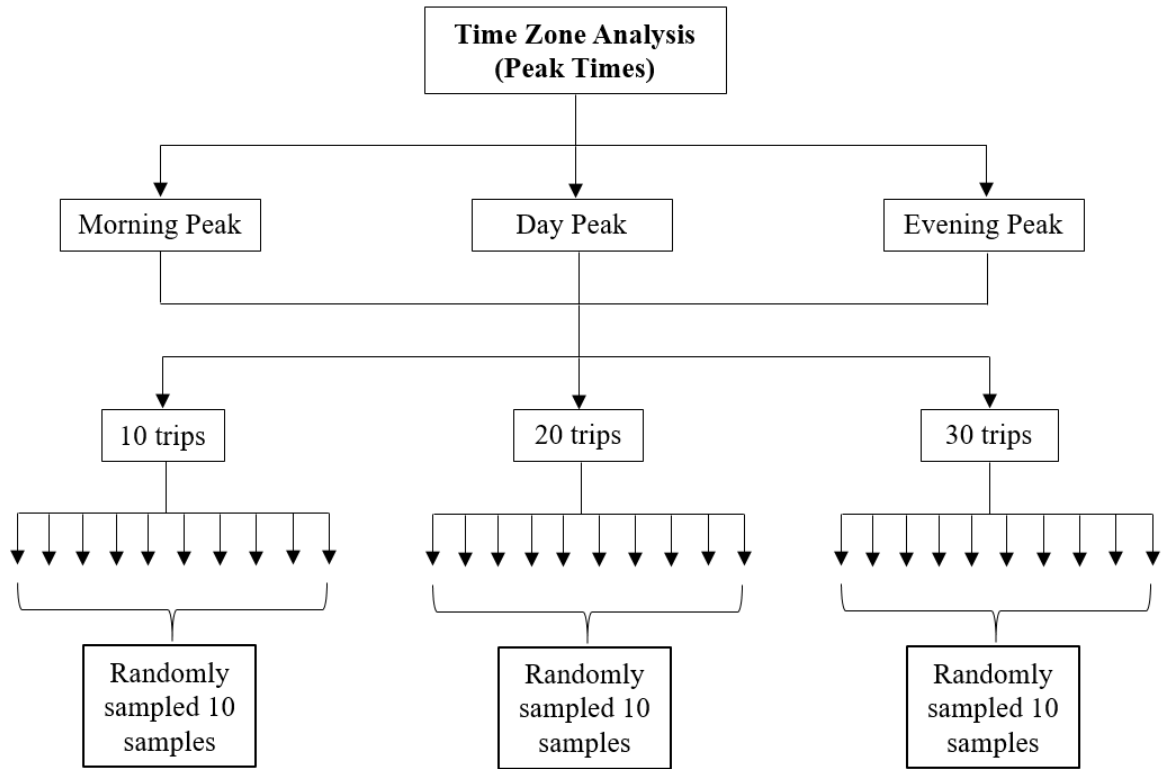 Time Zone Analysis
(Peak Times)
Morning Peak
Day Peak
Evening Peak
10 trips
20 trips
30 trips
Randomly
sampled 10
samples
Randomly
sampled 10
samples
Randomly
sampled 10
samples